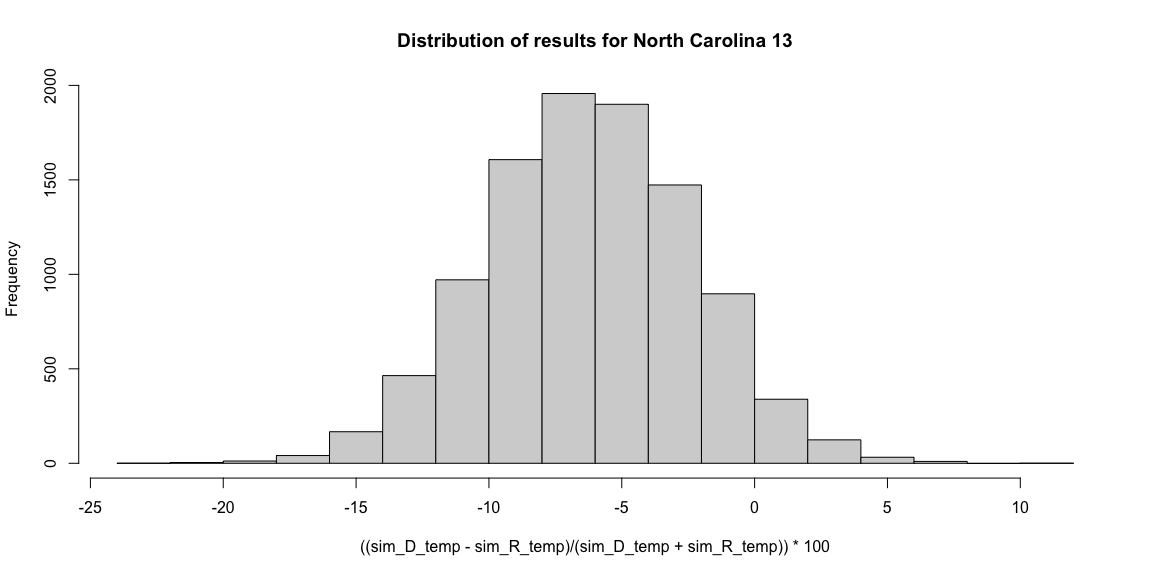 Distribution of results for North Carolina 13
Frequency
2000
1500
1000
500
0
-25 -20 -15 -10 -5 0 5 10
((sim_D_temp - sim_R_temp)/(sim_D_temp + sim_R_temp)) * 100